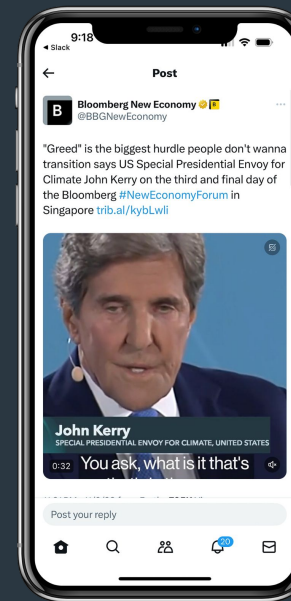 9:18
◀ Slack
Post
B
Bloomberg New Economy
@BBGNewEconomy
"Greed" is the biggest hurdle people don't wanna
transition says US Special Presidential Envoy for
Climate John Kerry on the third and final day of
the Bloomberg #NewEconomyForum in
Singapore trib.al/kybLwli
John Kerry
SPECIAL PRESIDENTIAL ENVOY FOR CLIMATE, UNITED STATES
0:32
You ask, what is it that's
Post your reply
20